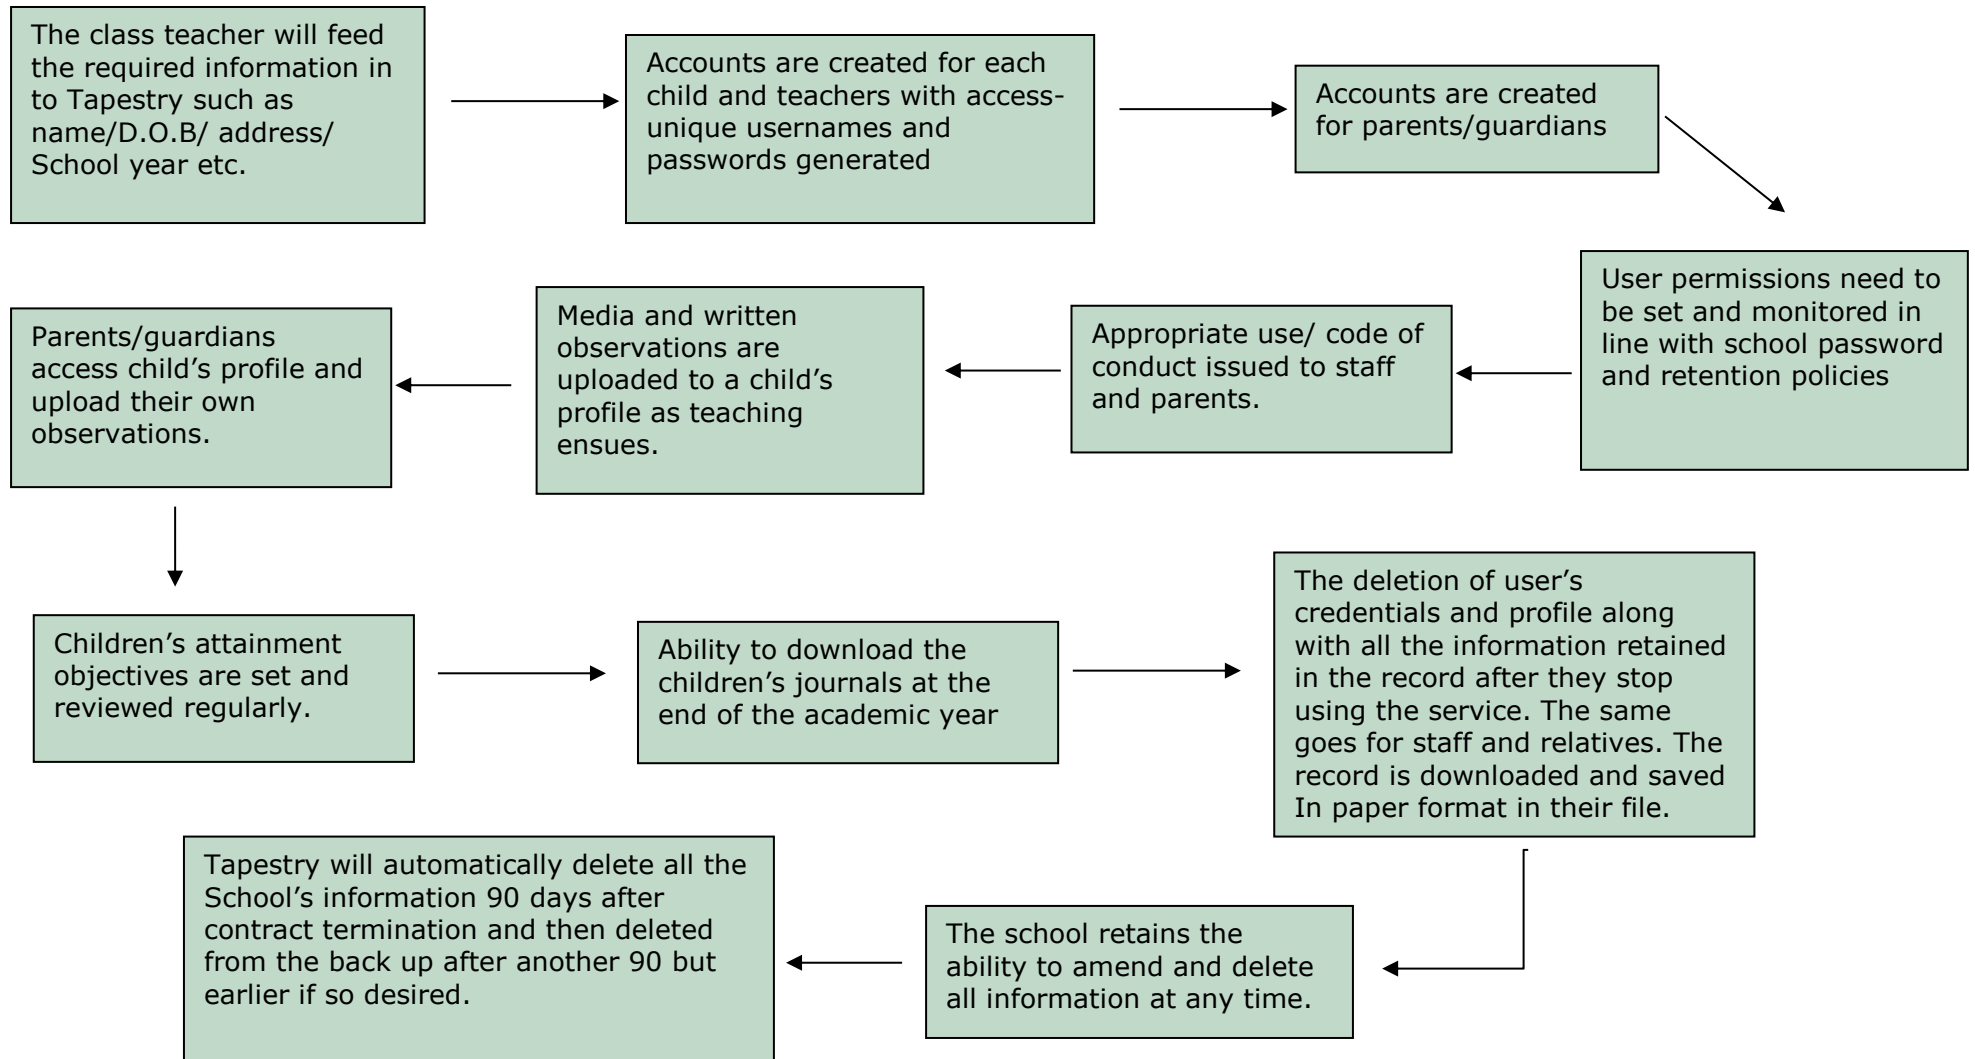 The class teacher will feed
the required information in
to Tapestry such as
name/D.O.B/ address/
School year etc.
Accounts are created for each
child and teachers with access-
unique usernames and
passwords generated
Accounts are created
for parents/guardians
User permissions need to
be set and monitored in
line with school password
and retention policies
Appropriate use/ code of
conduct issued to staff
and parents.
Media and written
observations are
uploaded to a child’s
profile as teaching
ensues.
Parents/guardians
access child’s profile and
upload their own
observations.
Children’s attainment
objectives are set and
reviewed regularly.
Ability to download the
children’s journals at the
end of the academic year
The deletion of user’s
credentials and profile along
with all the information retained
in the record after they stop
using the service. The same
goes for staff and relatives. The
record is downloaded and saved
In paper format in their file.
The school retains the
ability to amend and delete
all information at any time.
Tapestry will automatically delete all the
School’s information 90 days after
contract termination and then deleted
from the back up after another 90 but
earlier if so desired.